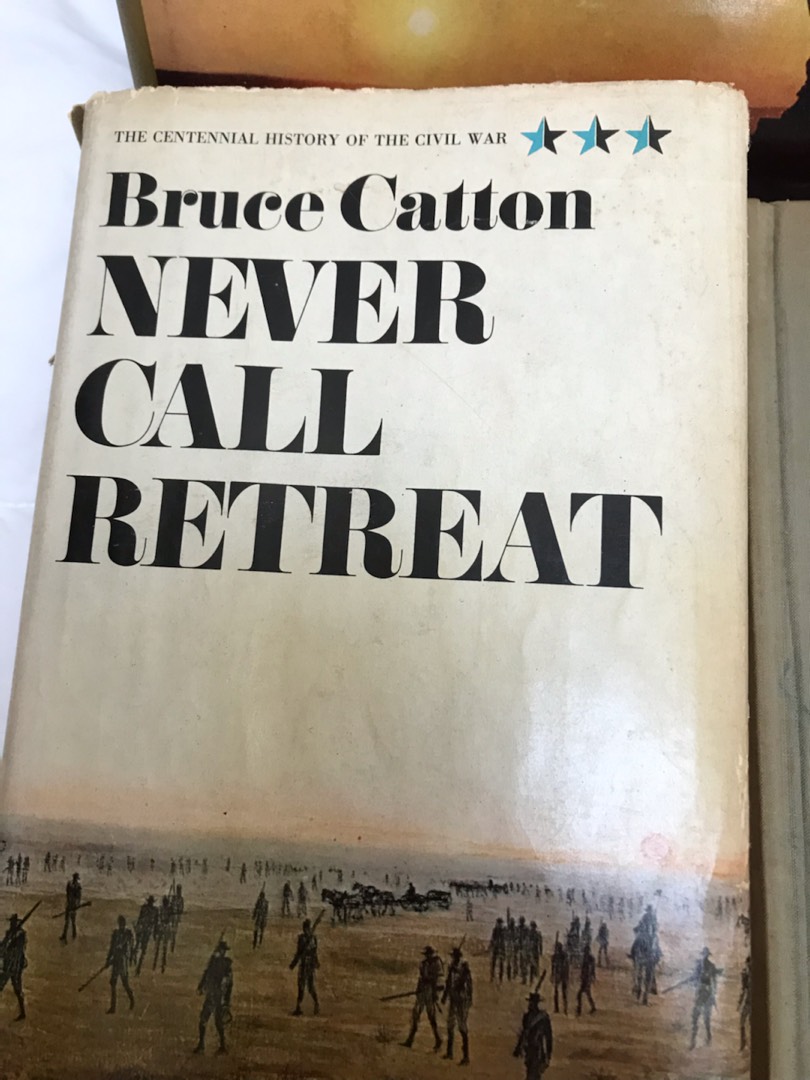 THE CENTENNIAL HISTORY OF THE CIVIL WAR
Bruce Catton
NEVER
CALL
RETREAT